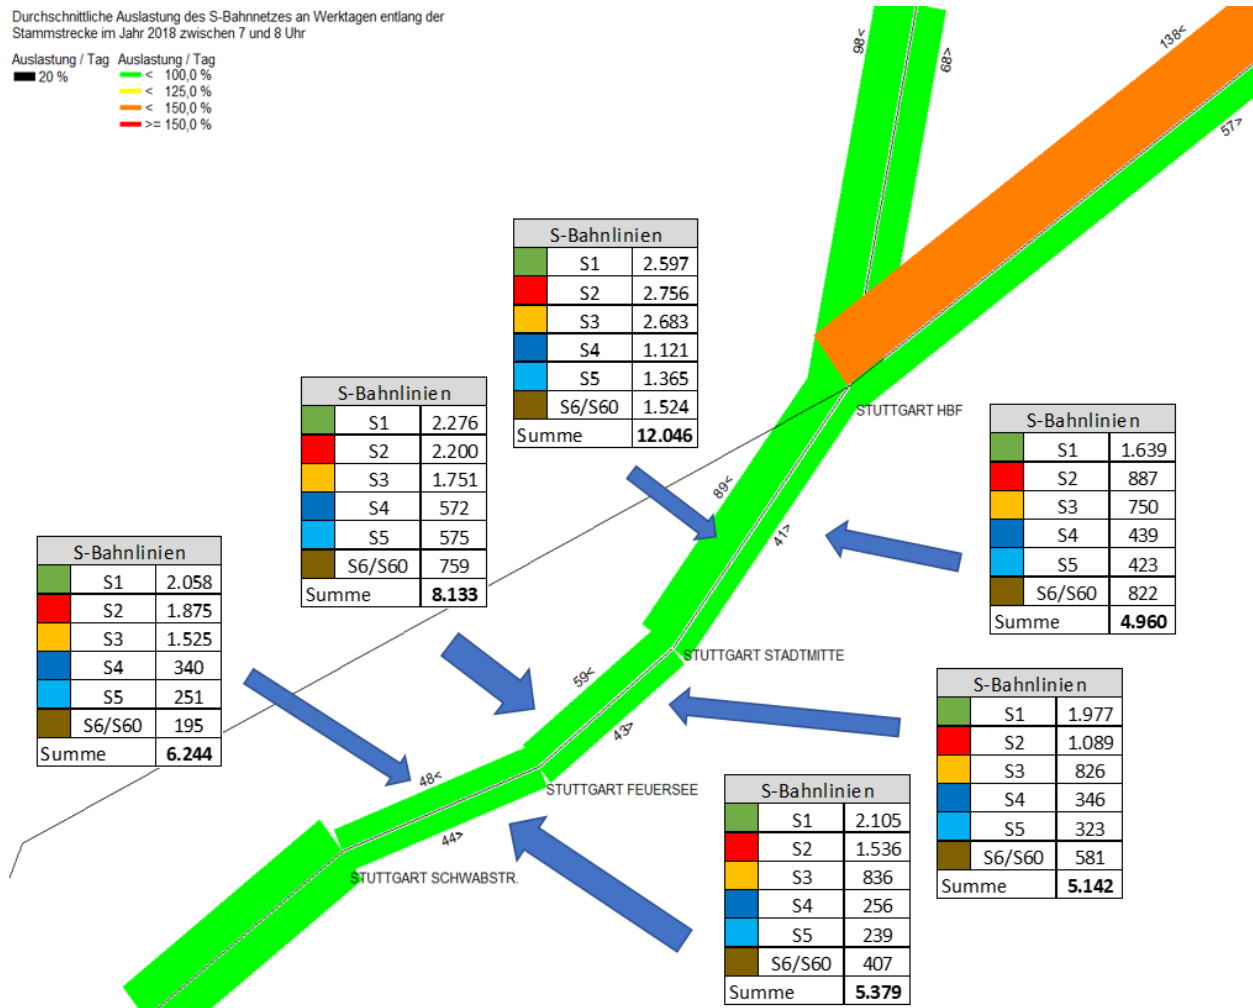 Durchschnittliche Auslastung des S-Bahnnetzes an Werktagen entlang der
Stammstrecke im Jahr 2018 zwischen 7 und 8 Uhr
Auslastung / Tag
20 %
Auslastung / Tag
< 100,0 %
< 125,0 %
< 150,0 %
>= 150,0 %
98<
68>
138<
57>
S-Bahnlinien
S1 2.597
S2 2.756
S3 2.683
S4 1.121
S5 1.365
S6/S60 1.524
Summe 12.046
S-Bahnlinien
S1 2.276
S2 2.200
S3 1.751
S4 572
S5 575
S6/S60 759
Summe 8.133
STUTTGART HBF
S-Bahnlinien
S1 1.639
S2 887
S3 750
S4 439
S5 423
S6/S60 822
Summe 4.960
89<
41>
S-Bahnlinien
S1 2.058
S2 1.875
S3 1.525
S4 340
S5 251
S6/S60 195
Summe 6.244
STUTTGART STADTMITTE
59<
43>
S-Bahnlinien
S1 1.977
S2 1.089
S3 826
S4 346
S5 323
S6/S60 581
Summe 5.142
STUTTGART FEUERSEE
48<
44>
S-Bahnlinien
S1 2.105
S2 1.536
S3 836
S4 256
S5 239
S6/S60 407
Summe 5.379
STUTTGART SCHWABSTR.